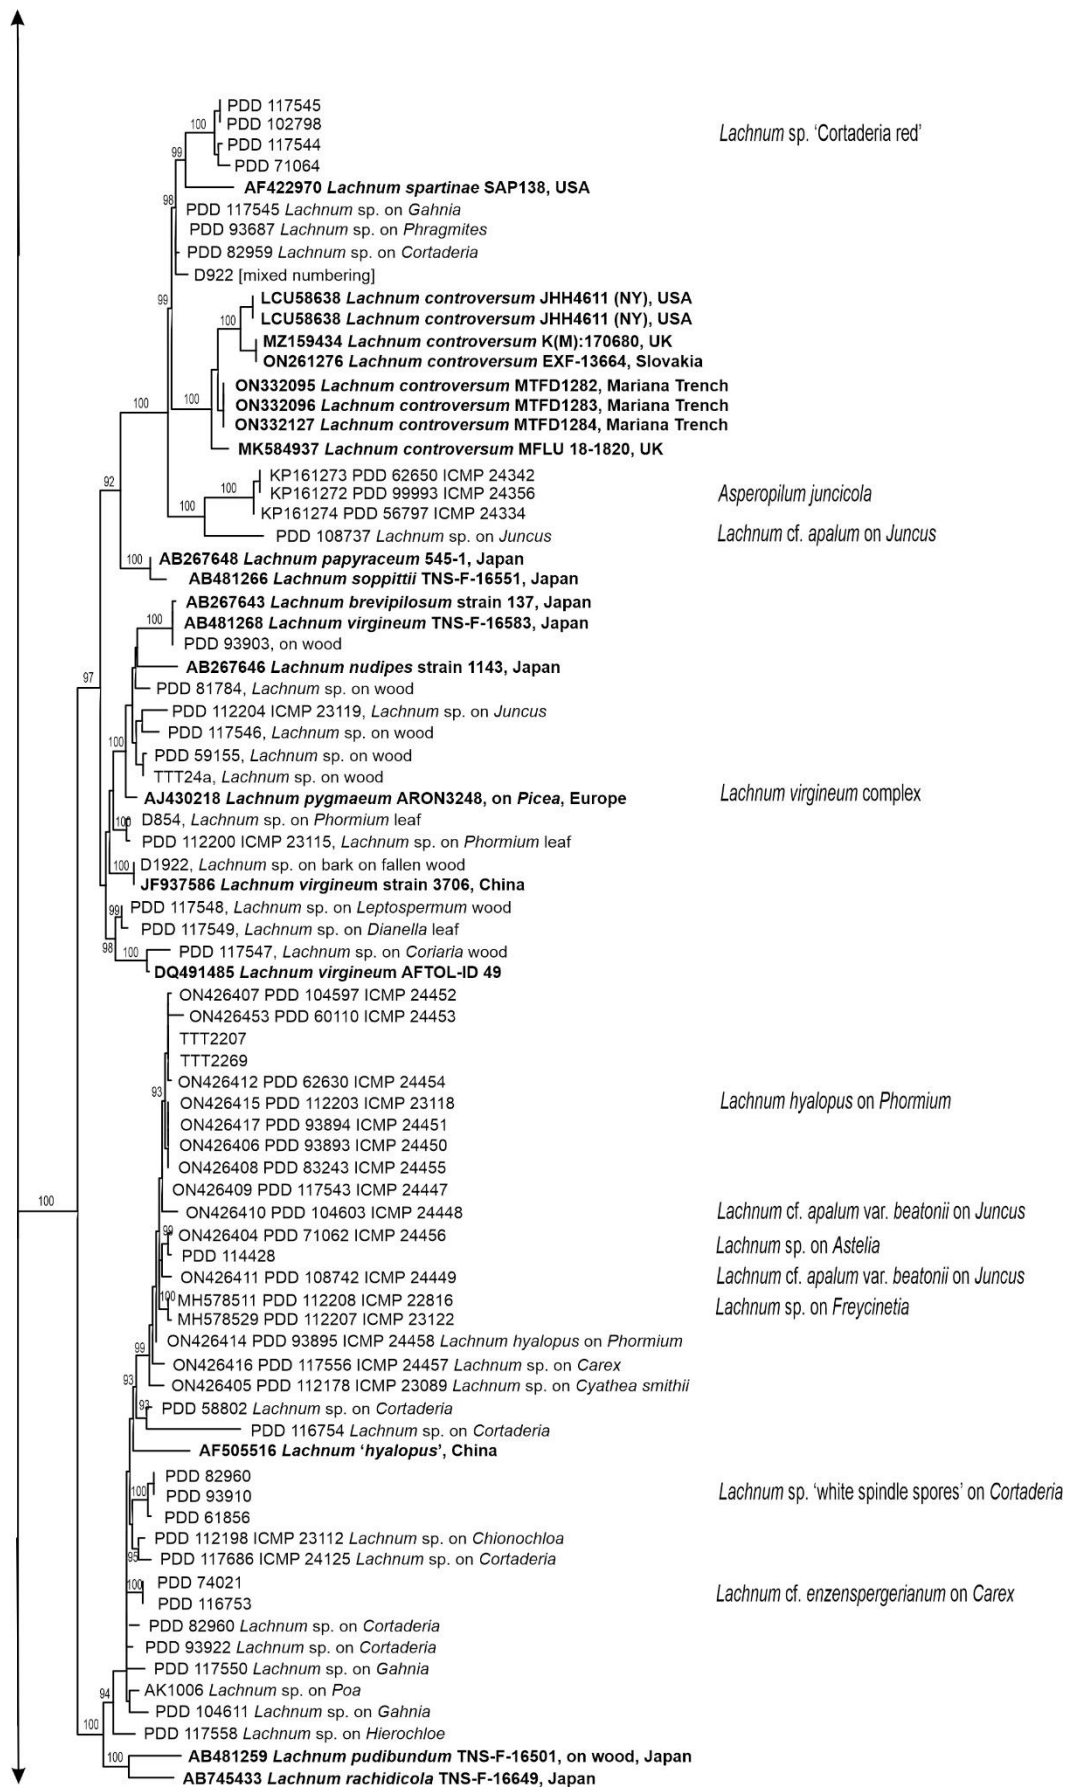 PDD 117545
PDD 102798
100
Lachnum sp. ‘Cortaderia red’
PDD 117544
99
PDD 71064
AF422970 Lachnum spartinae SAP138, USA
98
PDD 117545 Lachnum sp. on Gahnia
PDD 93687 Lachnum sp. on Phragmites
PDD 82959 Lachnum sp. on Cortaderia
D922 [mixed numbering]
99
LCU58638 Lachnum controversum JHH4611 (NY), USA
LCU58638 Lachnum controversum JHH4611 (NY), USA
100
MZ159434 Lachnum controversum K(M):170680, UK
ON261276 Lachnum controversum EXF-13664, Slovakia
ON332095 Lachnum controversum MTFD1282, Mariana Trench
100
100
ON332096 Lachnum controversum MTFD1283, Mariana Trench
ON332127 Lachnum controversum MTFD1284, Mariana Trench
MK584937 Lachnum controversum MFLU 18-1820, UK
KP161273 PDD 62650 ICMP 24342
92
100
KP161272 PDD 99993 ICMP 24356
Asperopilum juncicola
100
KP161274 PDD 56797 ICMP 24334
PDD 108737 Lachnum sp. on Juncus
Lachnum cf. apalum on Juncus
100
AB267648 Lachnum papyraceum 545-1, Japan
AB481266 Lachnum soppittii TNS-F-16551, Japan
AB267643 Lachnum brevipilosum strain 137, Japan
100
AB481268 Lachnum virgineum TNS-F-16583, Japan
PDD 93903, on wood
AB267646 Lachnum nudipes strain 1143, Japan
97
PDD 81784, Lachnum sp. on wood
PDD 112204 ICMP 23119, Lachnum sp. on Juncus
PDD 117546, Lachnum sp. on wood
100
PDD 59155, Lachnum sp. on wood
TTT24a, Lachnum sp. on wood
AJ430218 Lachnum pygmaeum ARON3248, on Picea, Europe
Lachnum virgineum complex
100
D854, Lachnum sp. on Phormium leaf
PDD 112200 ICMP 23115, Lachnum sp. on Phormium leaf
100
D1922, Lachnum sp. on bark on fallen wood
JF937586 Lachnum virgineum strain 3706, China
99
PDD 117548, Lachnum sp. on Leptospermum wood
PDD 117549, Lachnum sp. on Dianella leaf
98
100
PDD 117547, Lachnum sp. on Coriaria wood
DQ491485 Lachnum virgineum AFTOL-ID 49
ON426407 PDD 104597 ICMP 24452
ON426453 PDD 60110 ICMP 24453
TTT2207
TTT2269
ON426412 PDD 62630 ICMP 24454
93
ON426415 PDD 112203 ICMP 23118
Lachnum hyalopus on Phormium
ON426417 PDD 93894 ICMP 24451
ON426406 PDD 93893 ICMP 24450
ON426408 PDD 83243 ICMP 24455
ON426409 PDD 117543 ICMP 24447
100
ON426410 PDD 104603 ICMP 24448
Lachnum cf. apalum var. beatonii on Juncus
99
ON426404 PDD 71062 ICMP 24456
Lachnum sp. on Astelia
PDD 114428
ON426411 PDD 108742 ICMP 24449
Lachnum cf. apalum var. beatonii on Juncus
100
MH578511 PDD 112208 ICMP 22816
Lachnum sp. on Freycinetia
MH578529 PDD 112207 ICMP 23122
ON426414 PDD 93895 ICMP 24458 Lachnum hyalopus on Phormium
99
ON426416 PDD 117556 ICMP 24457 Lachnum sp. on Carex
93
ON426405 PDD 112178 ICMP 23089 Lachnum sp. on Cyathea smithii
93
PDD 58802 Lachnum sp. on Cortaderia
PDD 116754 Lachnum sp. on Cortaderia
AF505516 Lachnum ‘hyalopus’, China
PDD 82960
100
PDD 93910
Lachnum sp. ‘white spindle spores’ on Cortaderia
PDD 61856
PDD 112198 ICMP 23112 Lachnum sp. on Chionochloa
95
PDD 117686 ICMP 24125 Lachnum sp. on Cortaderia
100
PDD 74021
Lachnum cf. enzenspergerianum on Carex
PDD 116753
PDD 82960 Lachnum sp. on Cortaderia
PDD 93922 Lachnum sp. on Cortaderia
PDD 117550 Lachnum sp. on Gahnia
AK1006 Lachnum sp. on Poa
94
PDD 104611 Lachnum sp. on Gahnia
100
PDD 117558 Lachnum sp. on Hierochloe
100
AB481259 Lachnum pudibundum TNS-F-16501, on wood, Japan
AB745433 Lachnum rachidicola TNS-F-16649, Japan